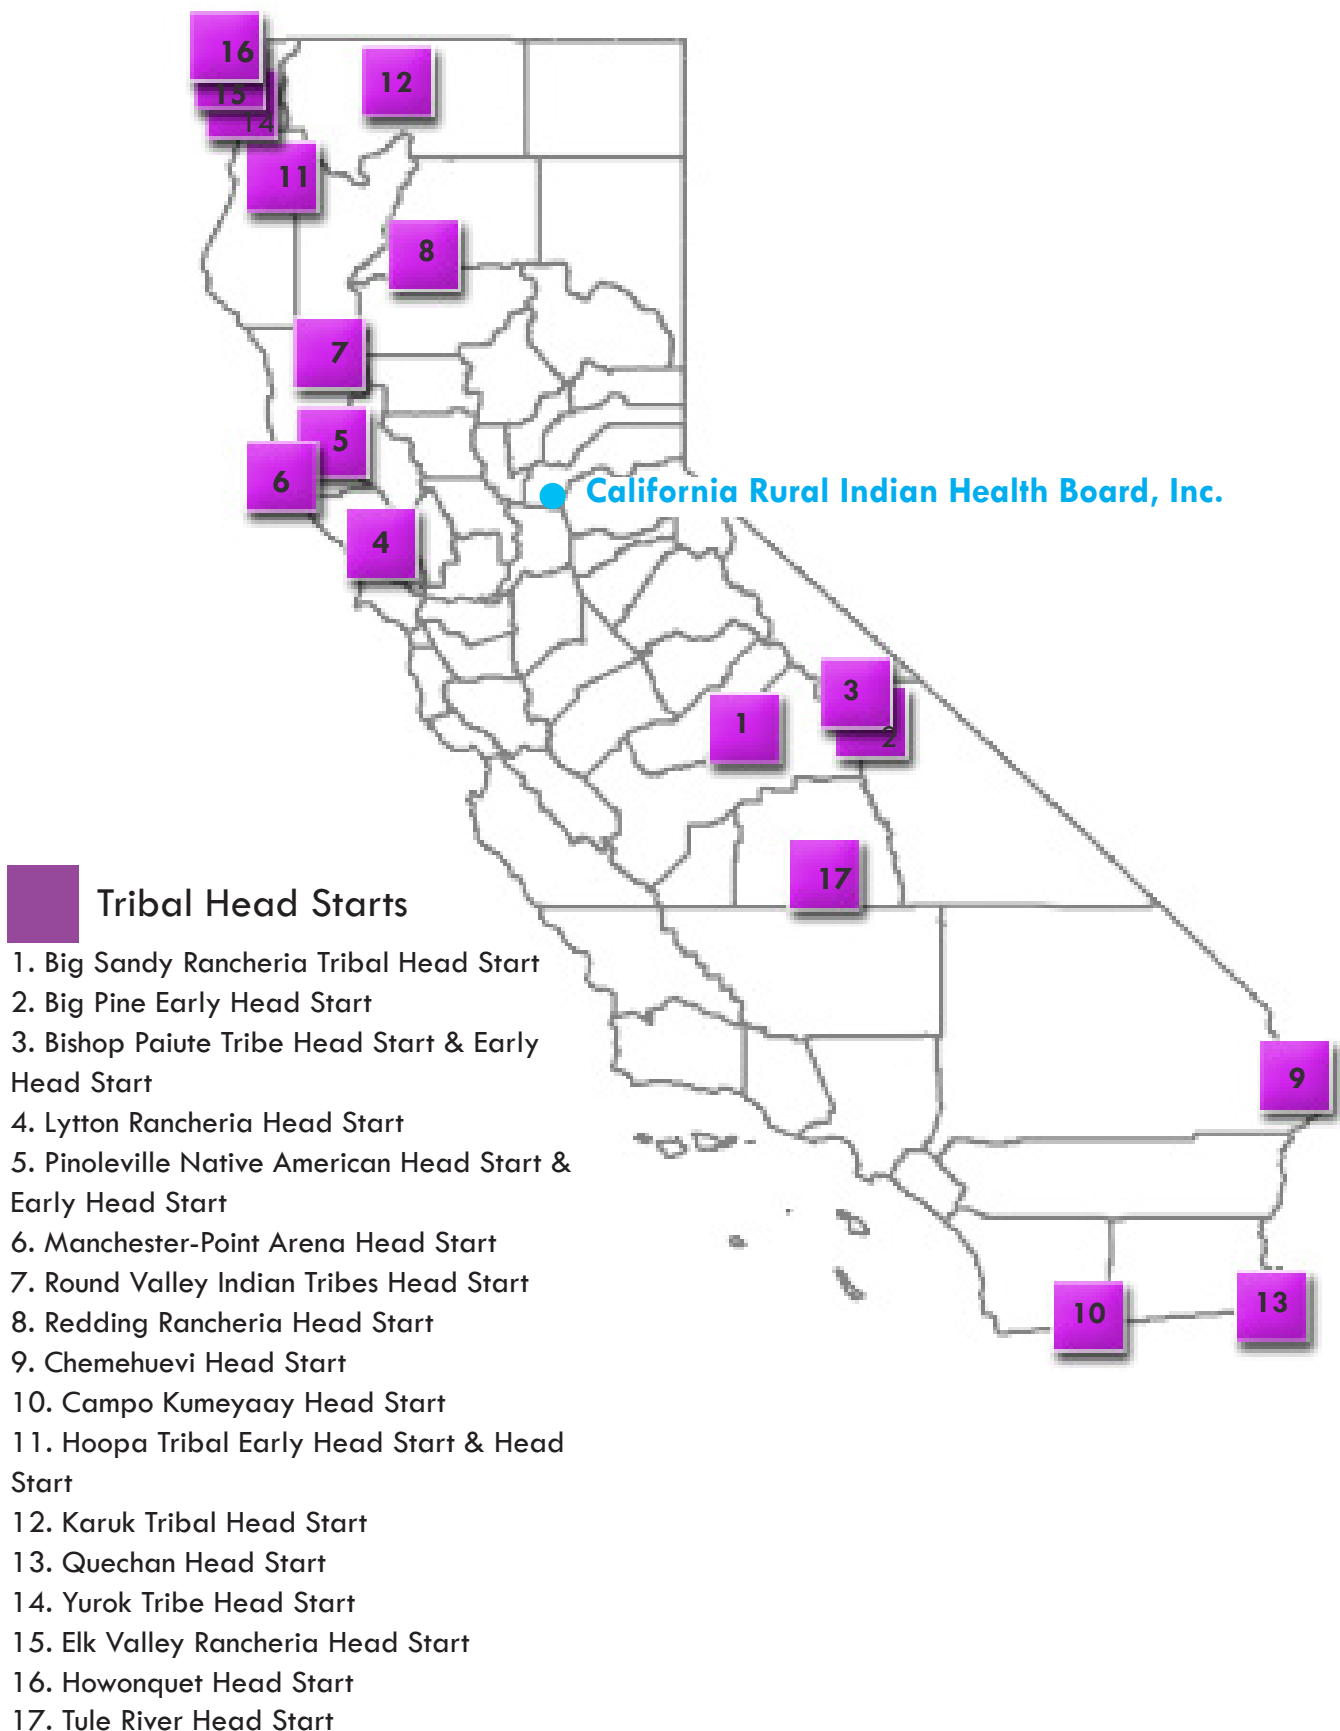 16
12
15
14
11
8
7
5
6
California Rural Indian Health Board, Inc.
4
3
1
2
17
Tribal Head Starts
1. Big Sandy Rancheria Tribal Head Start
2. Big Pine Early Head Start
3. Bishop Paiute Tribe Head Start & Early
Head Start
4. Lytton Rancheria Head Start
5. Pinoleville Native American Head Start &
Early Head Start
6. Manchester-Point Arena Head Start
7. Round Valley Indian Tribes Head Start
8. Redding Rancheria Head Start
9. Chemehuevi Head Start
10. Campo Kumeyaay Head Start
11. Hoopa Tribal Early Head Start & Head
Start
12. Karuk Tribal Head Start
13. Quechan Head Start
14. Yurok Tribe Head Start
15. Elk Valley Rancheria Head Start
16. Howonquet Head Start
17. Tule River Head Start
9
10
13